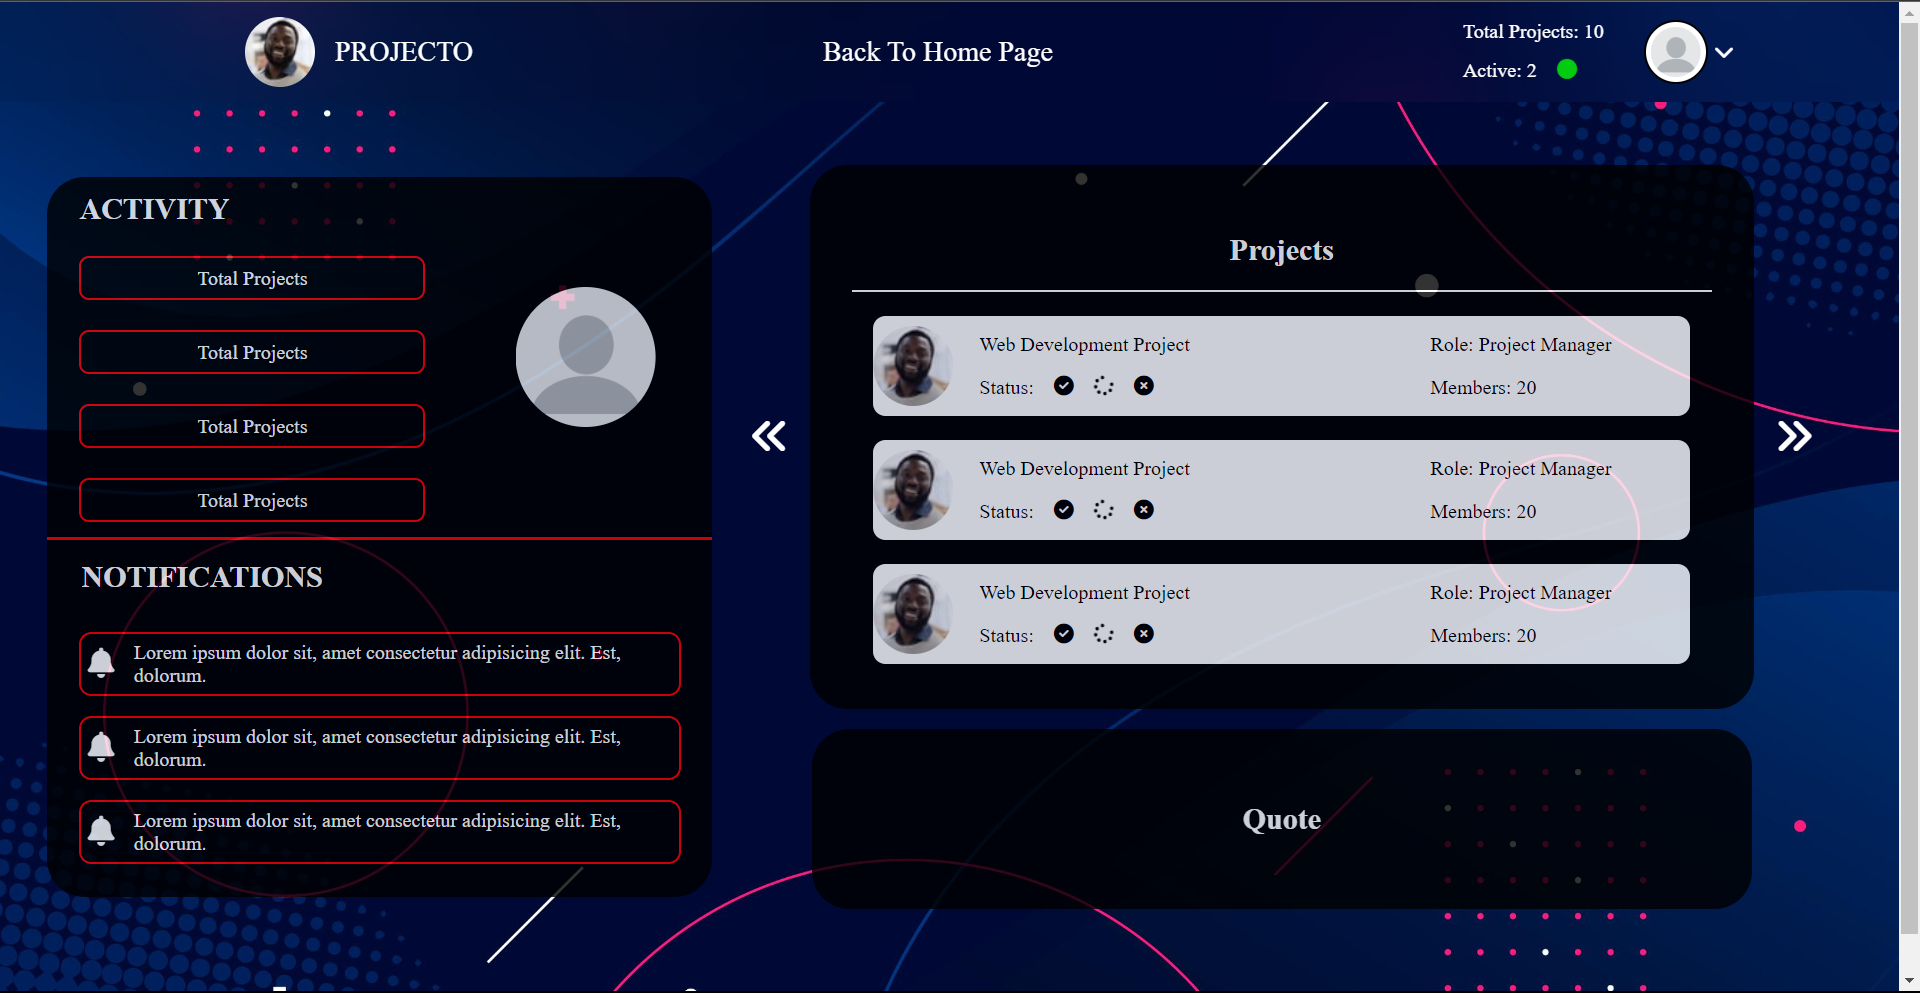 PROJECTO
Back To Home Page
Total Projects: 10
Active: 2
ACTIVITY
Total Projects
Total Projects
Total Projects
Total Projects
NOTIFICATIONS
Lorem ipsum dolor sit, amet consectetur adipisicing elit. Est,
dolorum.
Lorem ipsum dolor sit, amet consectetur adipisicing elit. Est,
dolorum.
Lorem ipsum dolor sit, amet consectetur adipisicing elit. Est,
dolorum.
Projects
Web Development Project
Role: Project Manager
Status:
Members: 20
Web Development Project
Role: Project Manager
Status:
Members: 20
Web Development Project
Role: Project Manager
Status:
Members: 20
Quote